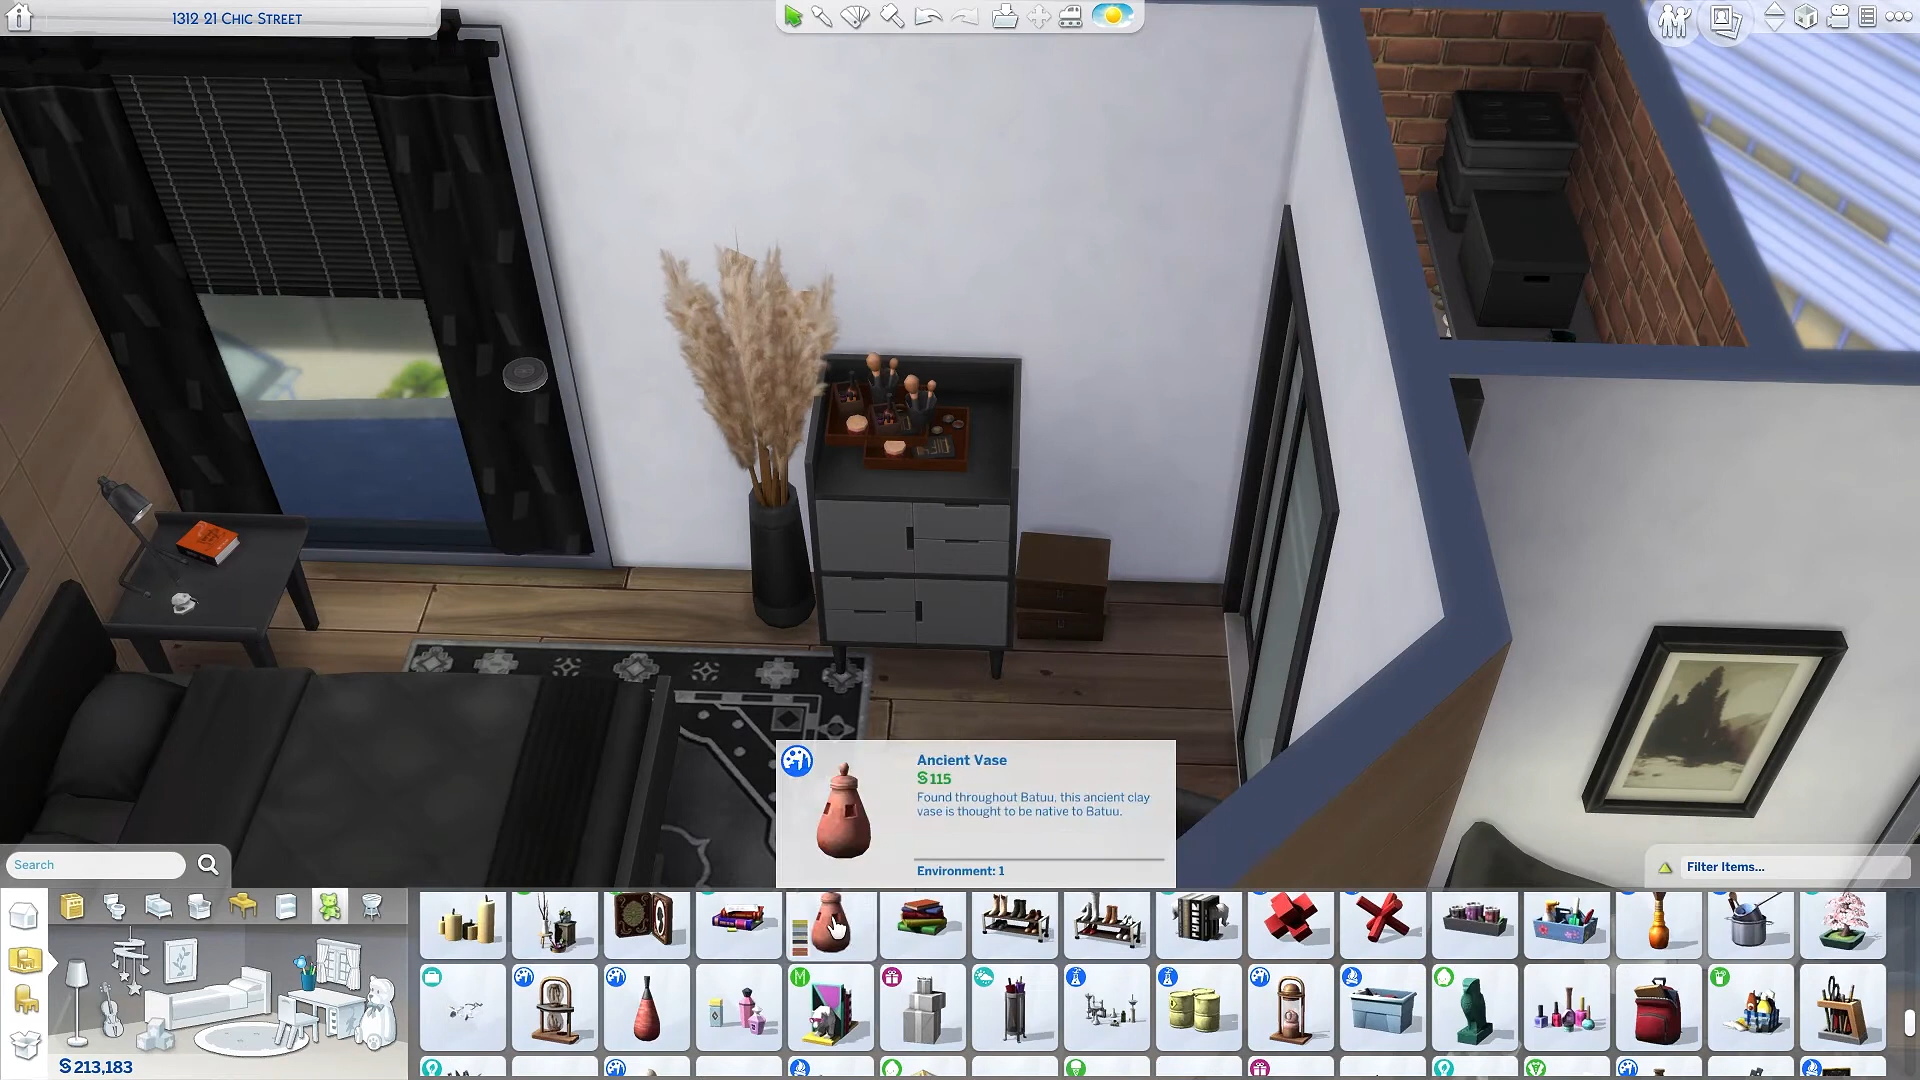 1312 21 Chic Street
Ancient Vase
§115
Found throughout Batuu, this ancient clay
vase is thought to be native to Batuu.
Environment: 1
Search
Filter Items...
§213,183